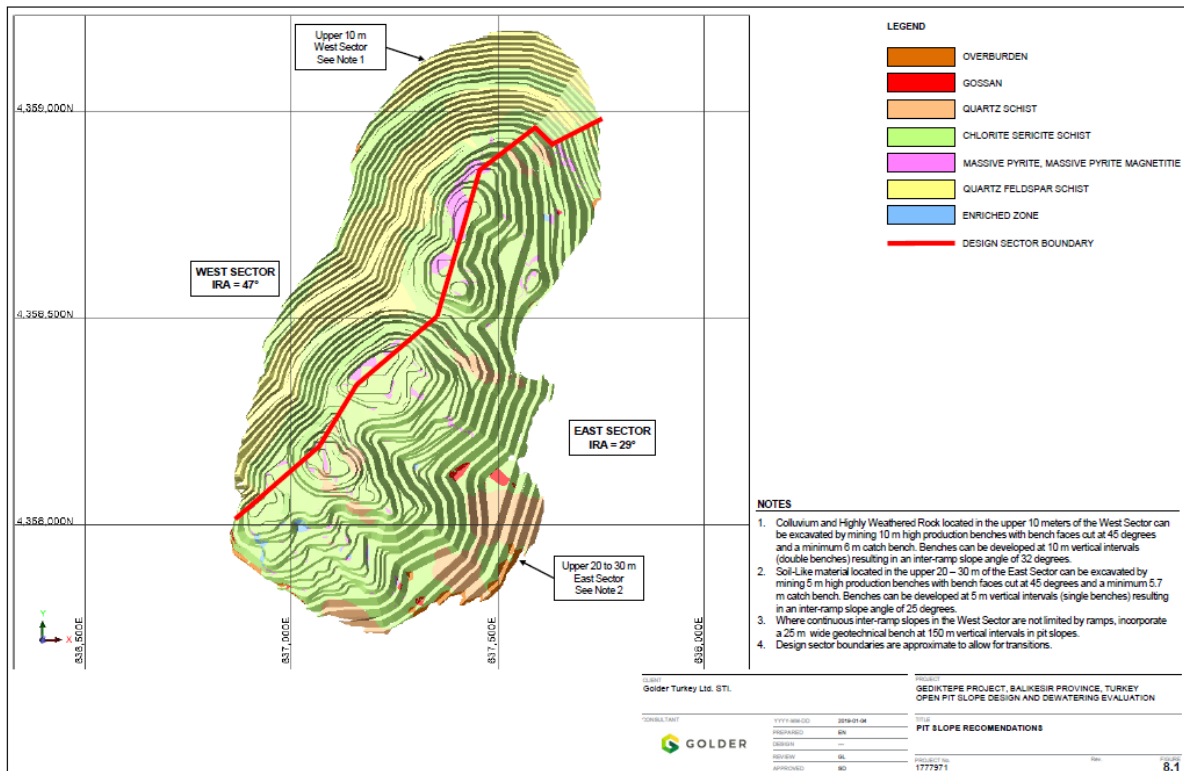 Upper 10 m
West Sector
See Note 1
4,359,000N
WEST SECTOR
IRA = 47°
4,358,500N
EAST SECTOR
IRA = 29°
4,358,000N
Upper 20 to 30 m
East Sector
See Note 2
Y
X
636,500E
637,000E
637,500E
638,000E
LEGEND
OVERBURDEN
GOSSAN
QUARTZ SCHIST
CHLORITE SERICITE SCHIST
MASSIVE PYRITE, MASSIVE PYRITE MAGNETITIE
QUARTZ FELDSPAR SCHIST
ENRICHED ZONE
DESIGN SECTOR BOUNDARY
NOTES
1. Colluvium and Highly Weathered Rock located in the upper 10 meters of the West Sector can
be excavated by mining 10 m high production benches with bench faces cut at 45 degrees
and a minimum 6 m catch bench. Benches can be developed at 10 m vertical intervals
(double benches) resulting in an inter-ramp slope angle of 32 degrees.
2. Soil-Like material located in the upper 20 – 30 m of the East Sector can be excavated by
mining 5 m high production benches with bench faces cut at 45 degrees and a minimum 5.7
m catch bench. Benches can be developed at 5 m vertical intervals (single benches) resulting
in an inter-ramp slope angle of 25 degrees.
3. Where continuous inter-ramp slopes in the West Sector are not limited by ramps, incorporate
a 25 m wide geotechnical bench at 150 m vertical intervals in pit slopes.
4. Design sector boundaries are approximate to allow for transitions.
CLIENT
Golder Turkey Ltd. STI.
PROJECT
GEDIKTEPE PROJECT, BALIKESIR PROVINCE, TURKEY
OPEN PIT SLOPE DESIGN AND DEWATERING EVALUATION
CONSULTANT
GOLDER
YYYY-MM-DD 2019-01-04
PREPARED EN
DESIGN —
REVIEW GL
APPROVED SO
TITLE
PIT SLOPE RECOMENDATIONS
PROJECT No.
1777971
Rev.
FIGURE
8.1